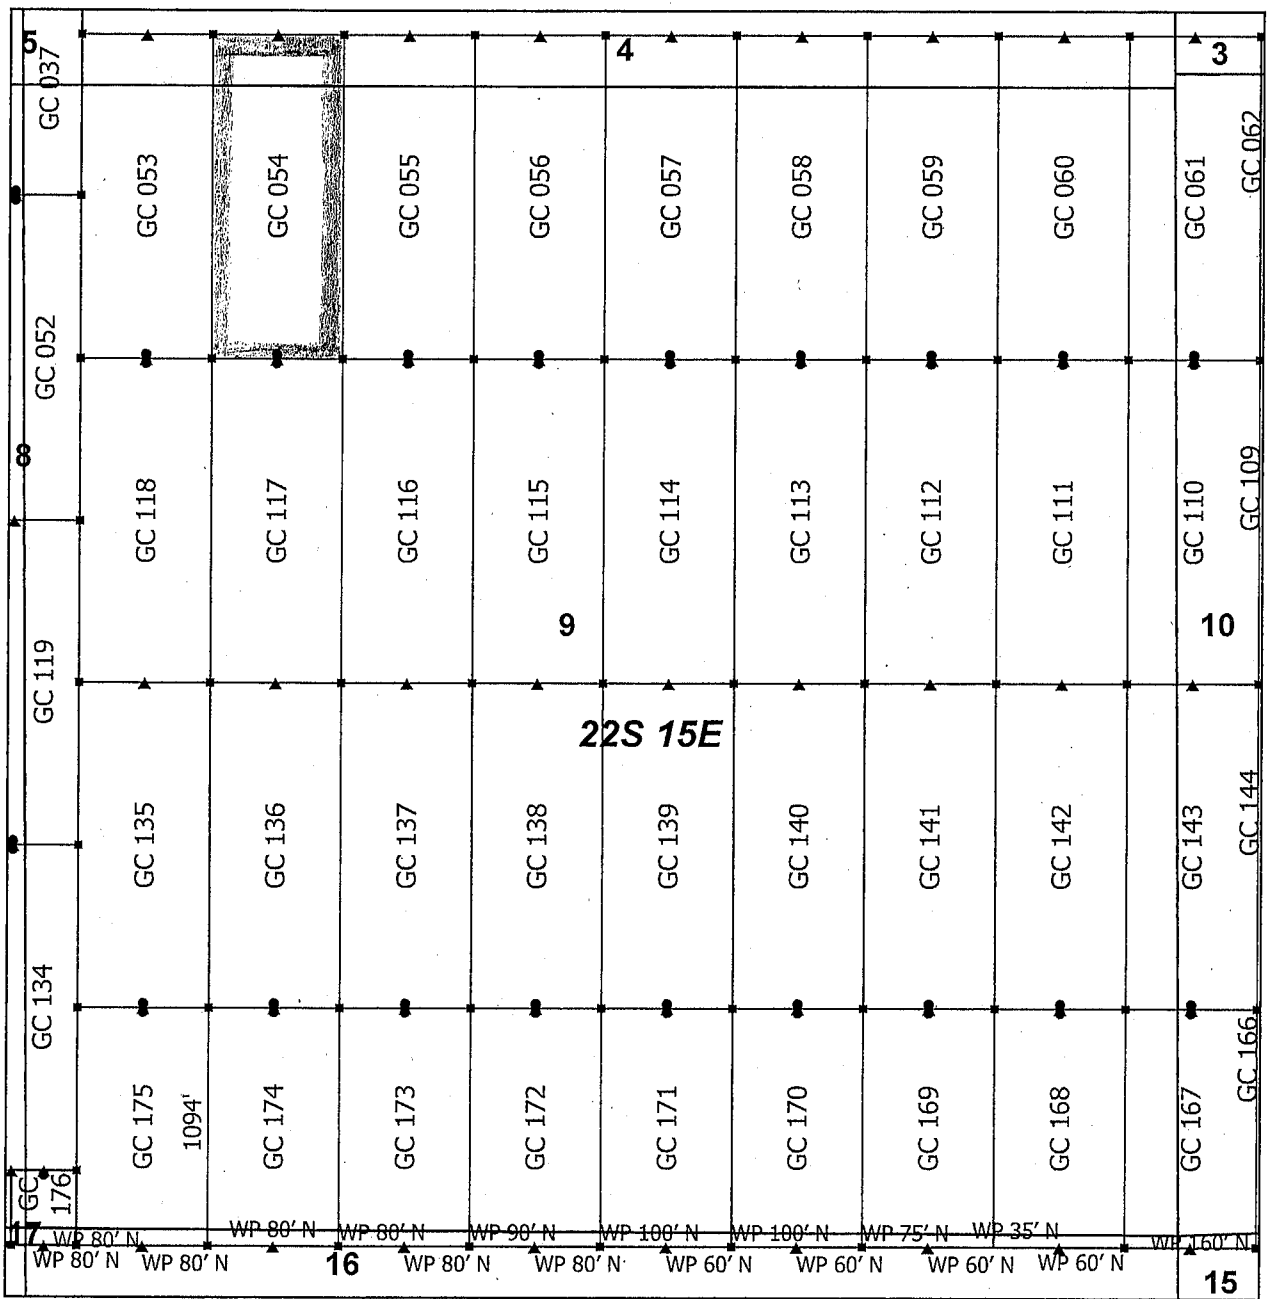 5
4
3
GC 037
GC 053
GC 054
GC 055
GC 056
GC 057
GC 058
GC 059
GC 060
GC 061
GC 062
GC 052
8
GC 118
GC 117
GC 116
GC 115
GC 114
GC 113
GC 112
GC 111
GC 110
GC 109
9
10
GC 119
22S 15E
GC 135
GC 136
GC 137
GC 138
GC 139
GC 140
GC 141
GC 142
GC 143
GC 144
GC 134
GC 175
1094'
GC 174
GC 173
GC 172
GC 171
GC 170
GC 169
GC 168
GC 167
GC 166
GC
176
17
WP 80' N
WP 80' N
WP 80' N
WP 90' N
WP 100' N
WP 100' N
WP 75' N
WP 35' N
WP 160' N
WP 80' N
WP 80' N
16
WP 80' N
WP 80' N
WP 60' N
WP 60' N
WP 60' N
WP 60' N
15